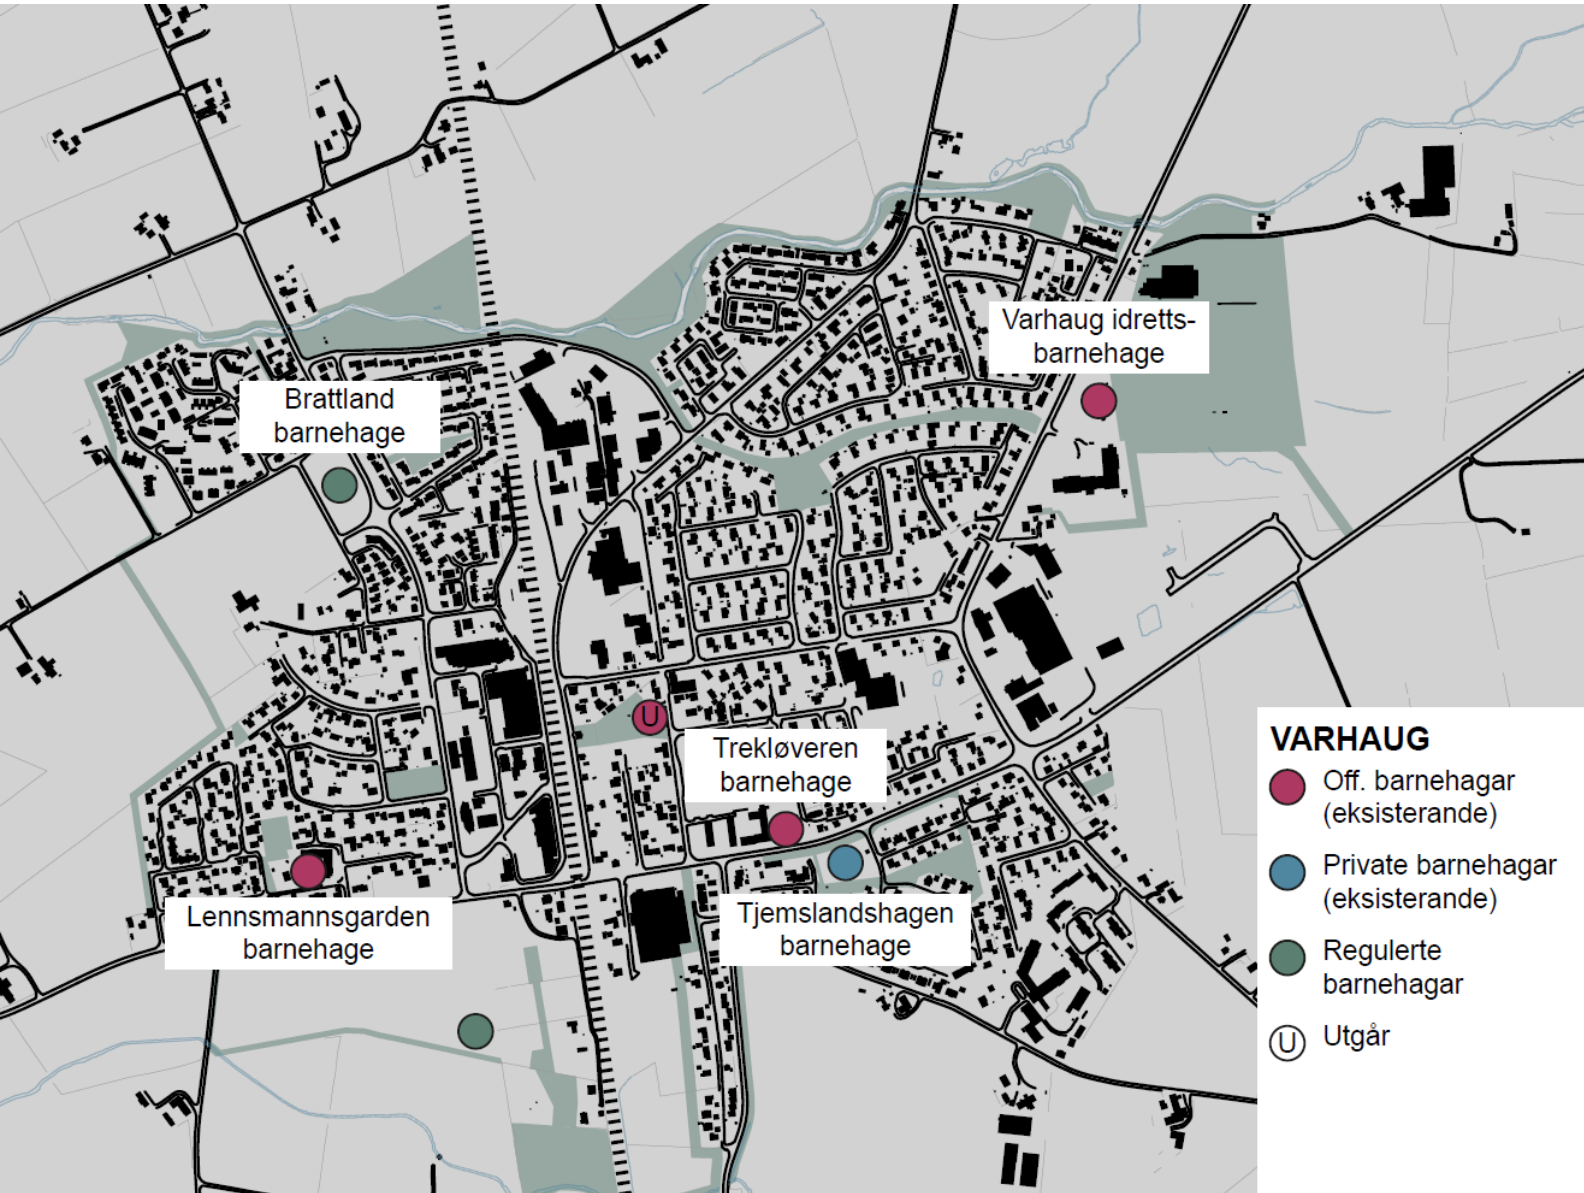 Varhaug idretts-
barnehage
Brattland
barnehage
U
Trekløveren
barnehage
Lennsmannsgarden
barnehage
Tjemslandshagen
barnehage
VARHAUG
Off. barnehagar
(eksisterande)
Private barnehagar
(eksisterande)
Regulerte
barnehagar
U Utgår